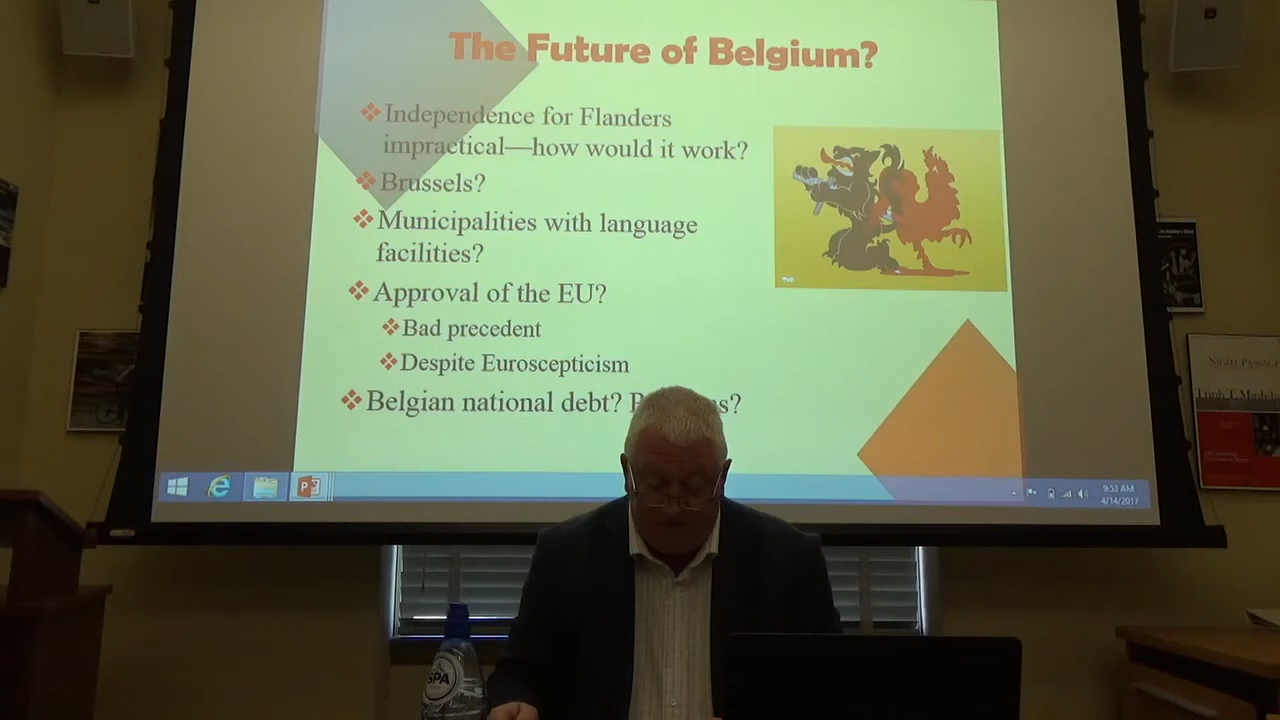 The Future of Belgium?
Independence for Flanders
impractical—how would it work?
Brussels?
Municipalities with language
facilities?
Approval of the EU?
Bad precedent
Despite Euroscepticism
Belgian national debt?
9:53 AM
4/14/2017
SPA